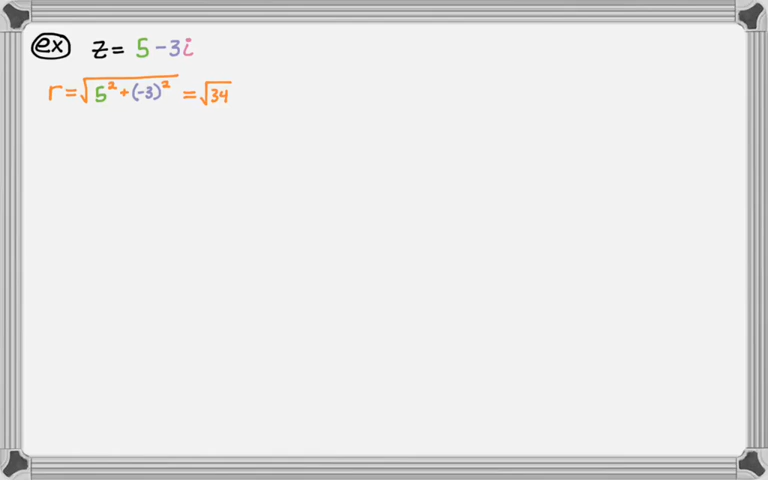 ex z = 5 - 3i
r = √5² + (-3)² = √34